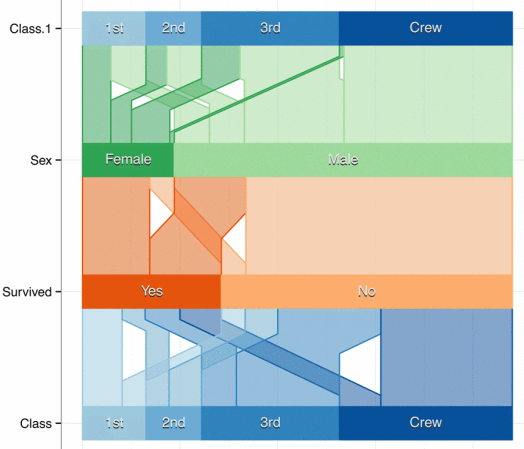 Class.1 1st 2nd 3rd Crew
Sex Female Male
Survived Yes No
Class 1st 2nd 3rd Crew